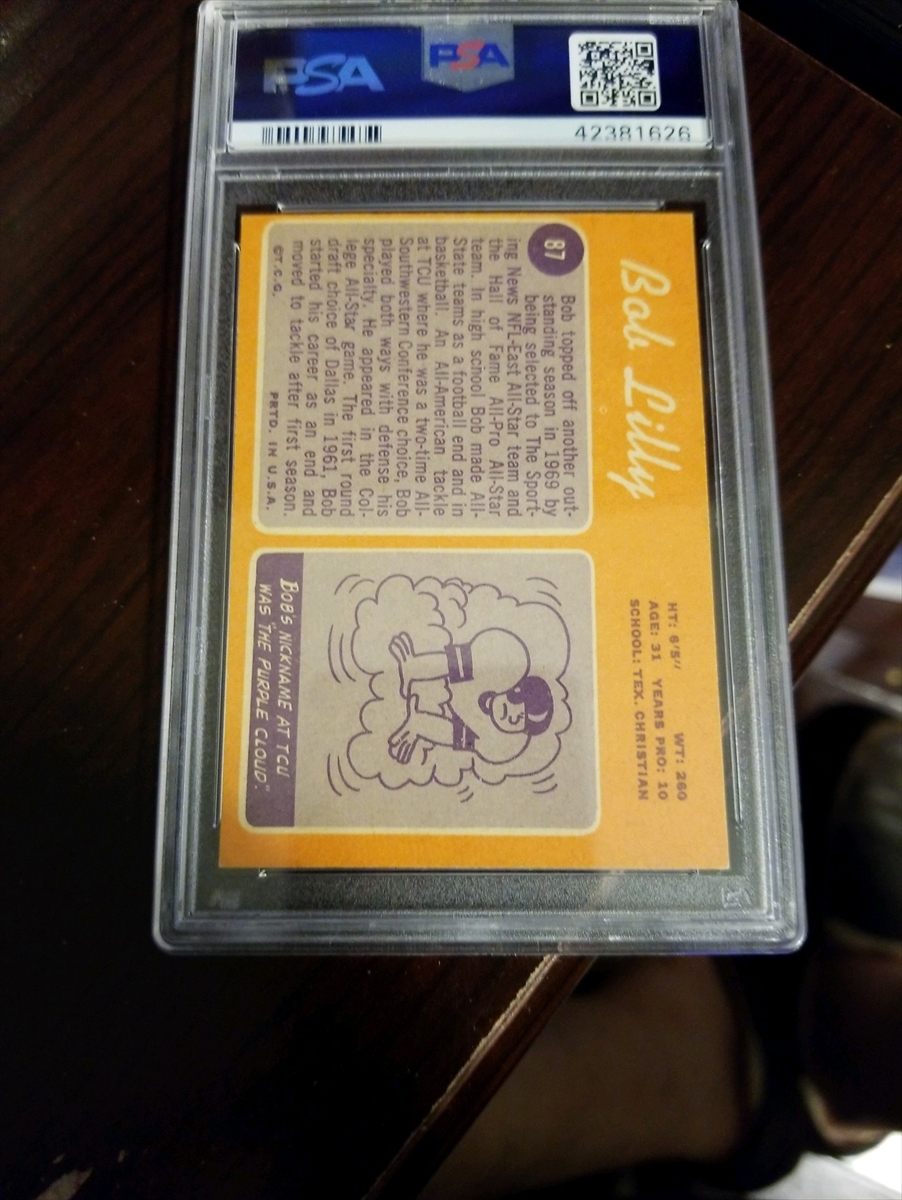 PSA
PSA
42381626
Bob Lilly
HT: 6'5" WT: 260
AGE: 31 YEARS PRO: 10
SCHOOL: TEX. CHRISTIAN
87
Bob topped off another out-
standing season in 1969 by
being selected to The Sport-
ing News NFL-East All-Star team and
the Hall of Fame All-Pro All-Star
team. In high school Bob made All-
State teams as a football end and in
basketball. An All-American tackle
at TCU where he was a two-time All-
Southwestern Conference choice, Bob
played both ways with defense his
specialty. He appeared in the Col-
lege All-Star game. The first round
draft choice of Dallas in 1961, Bob
started his career as an end and
moved to tackle after first season.
©T.C.G. PRTD. IN U.S.A.
BOB'S NICKNAME AT TCU
WAS "THE PURPLE CLOUD."